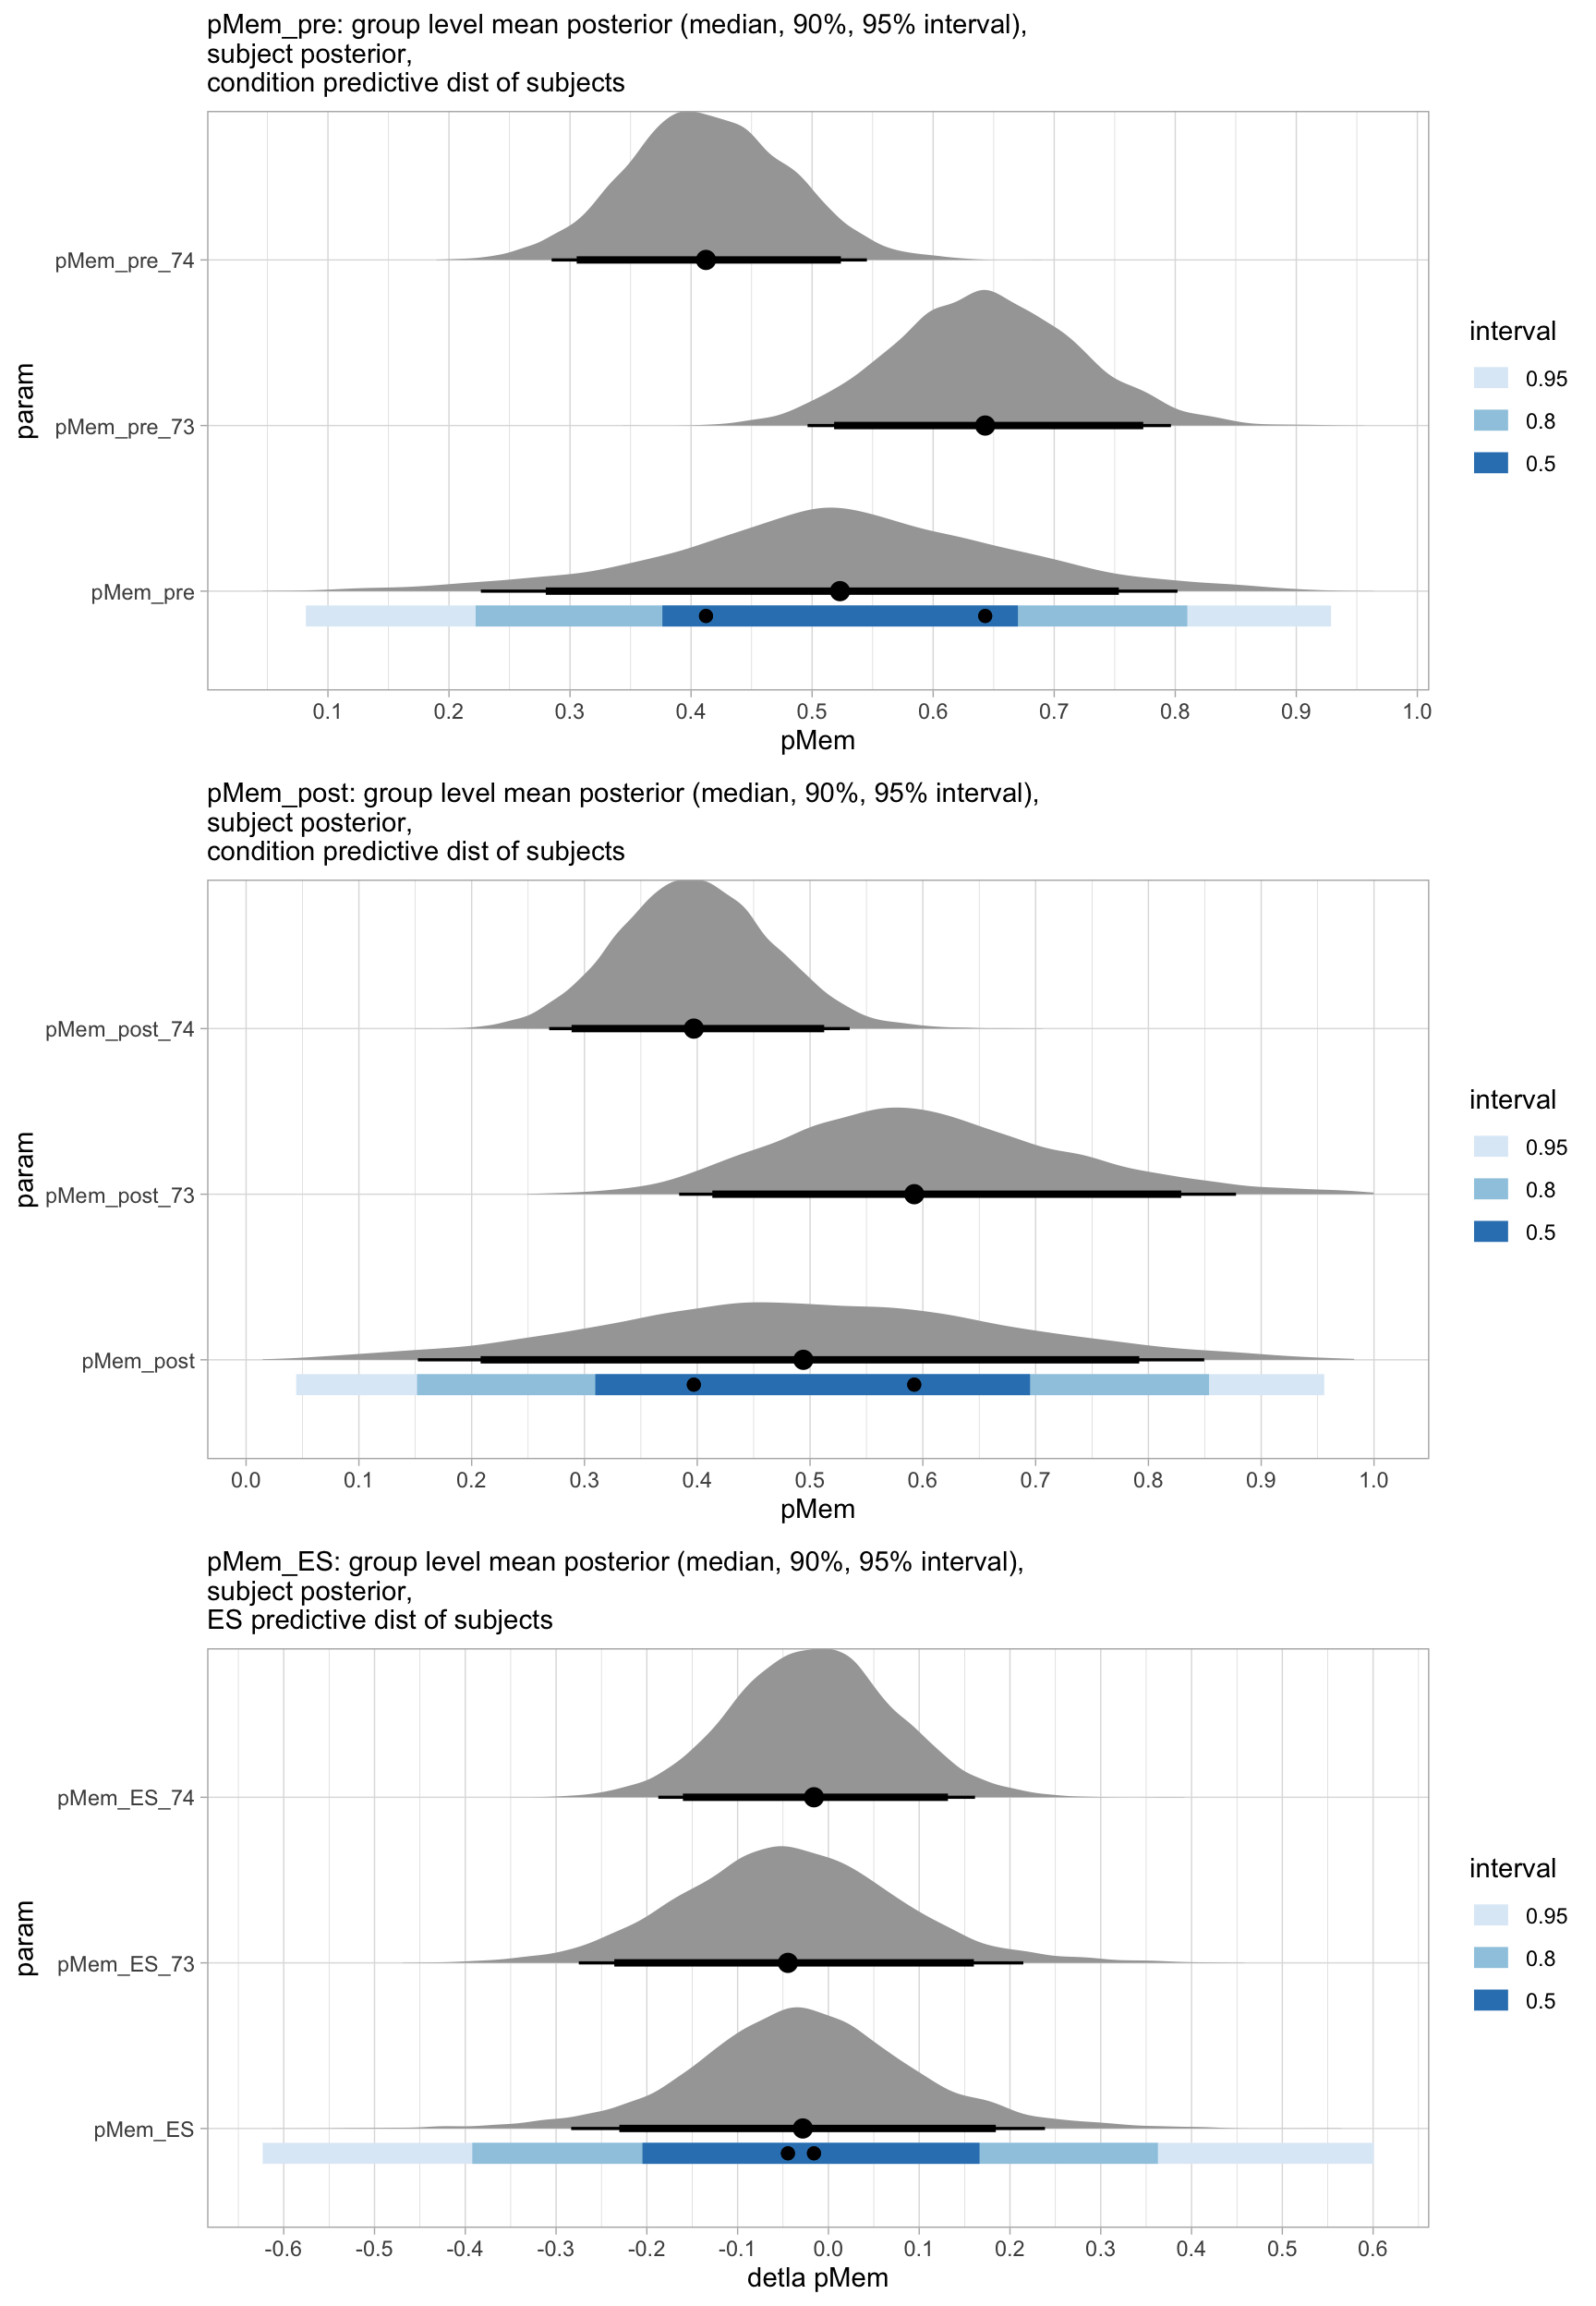 pMem_pre: group level mean posterior (median, 90%, 95% interval),
subject posterior,
condition predictive dist of subjects
param
pMem_pre_74
pMem_pre_73
pMem_pre
0.1 0.2 0.3 0.4 0.5 0.6 0.7 0.8 0.9 1.0
pMem
interval
0.95
0.8
0.5
pMem_post: group level mean posterior (median, 90%, 95% interval),
subject posterior,
condition predictive dist of subjects
param
pMem_post_74
pMem_post_73
pMem_post
0.0 0.1 0.2 0.3 0.4 0.5 0.6 0.7 0.8 0.9 1.0
pMem
interval
0.95
0.8
0.5
pMem_ES: group level mean posterior (median, 90%, 95% interval),
subject posterior,
ES predictive dist of subjects
param
pMem_ES_74
pMem_ES_73
pMem_ES
-0.6 -0.5 -0.4 -0.3 -0.2 -0.1 0.0 0.1 0.2 0.3 0.4 0.5 0.6
detla pMem
interval
0.95
0.8
0.5